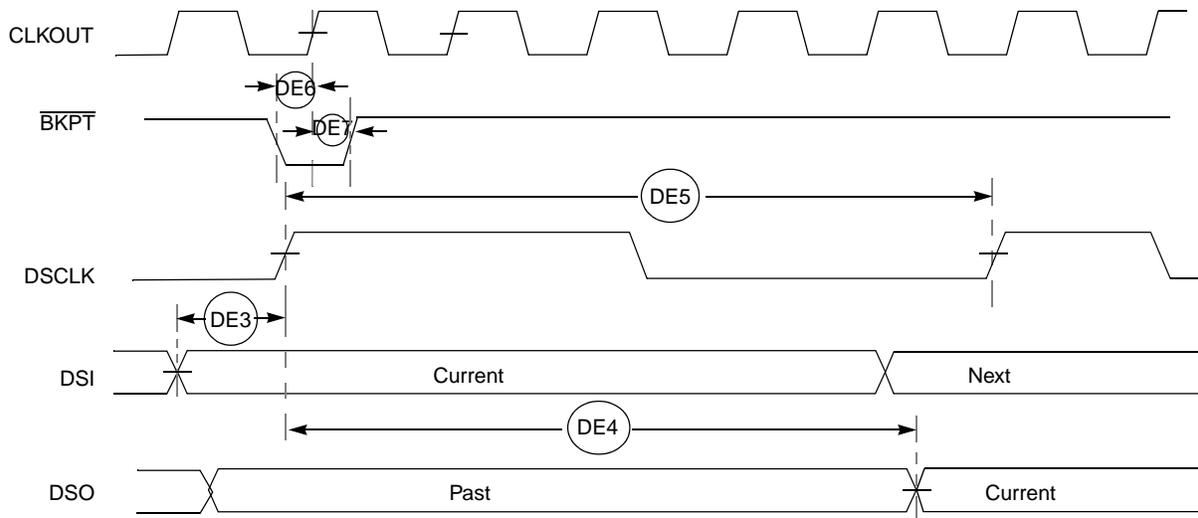 CLKOUT
DE6
BKPT
DE7
DE5
DSCLK
DE3
DSI
Current
Next
DE4
DSO
Past
Current